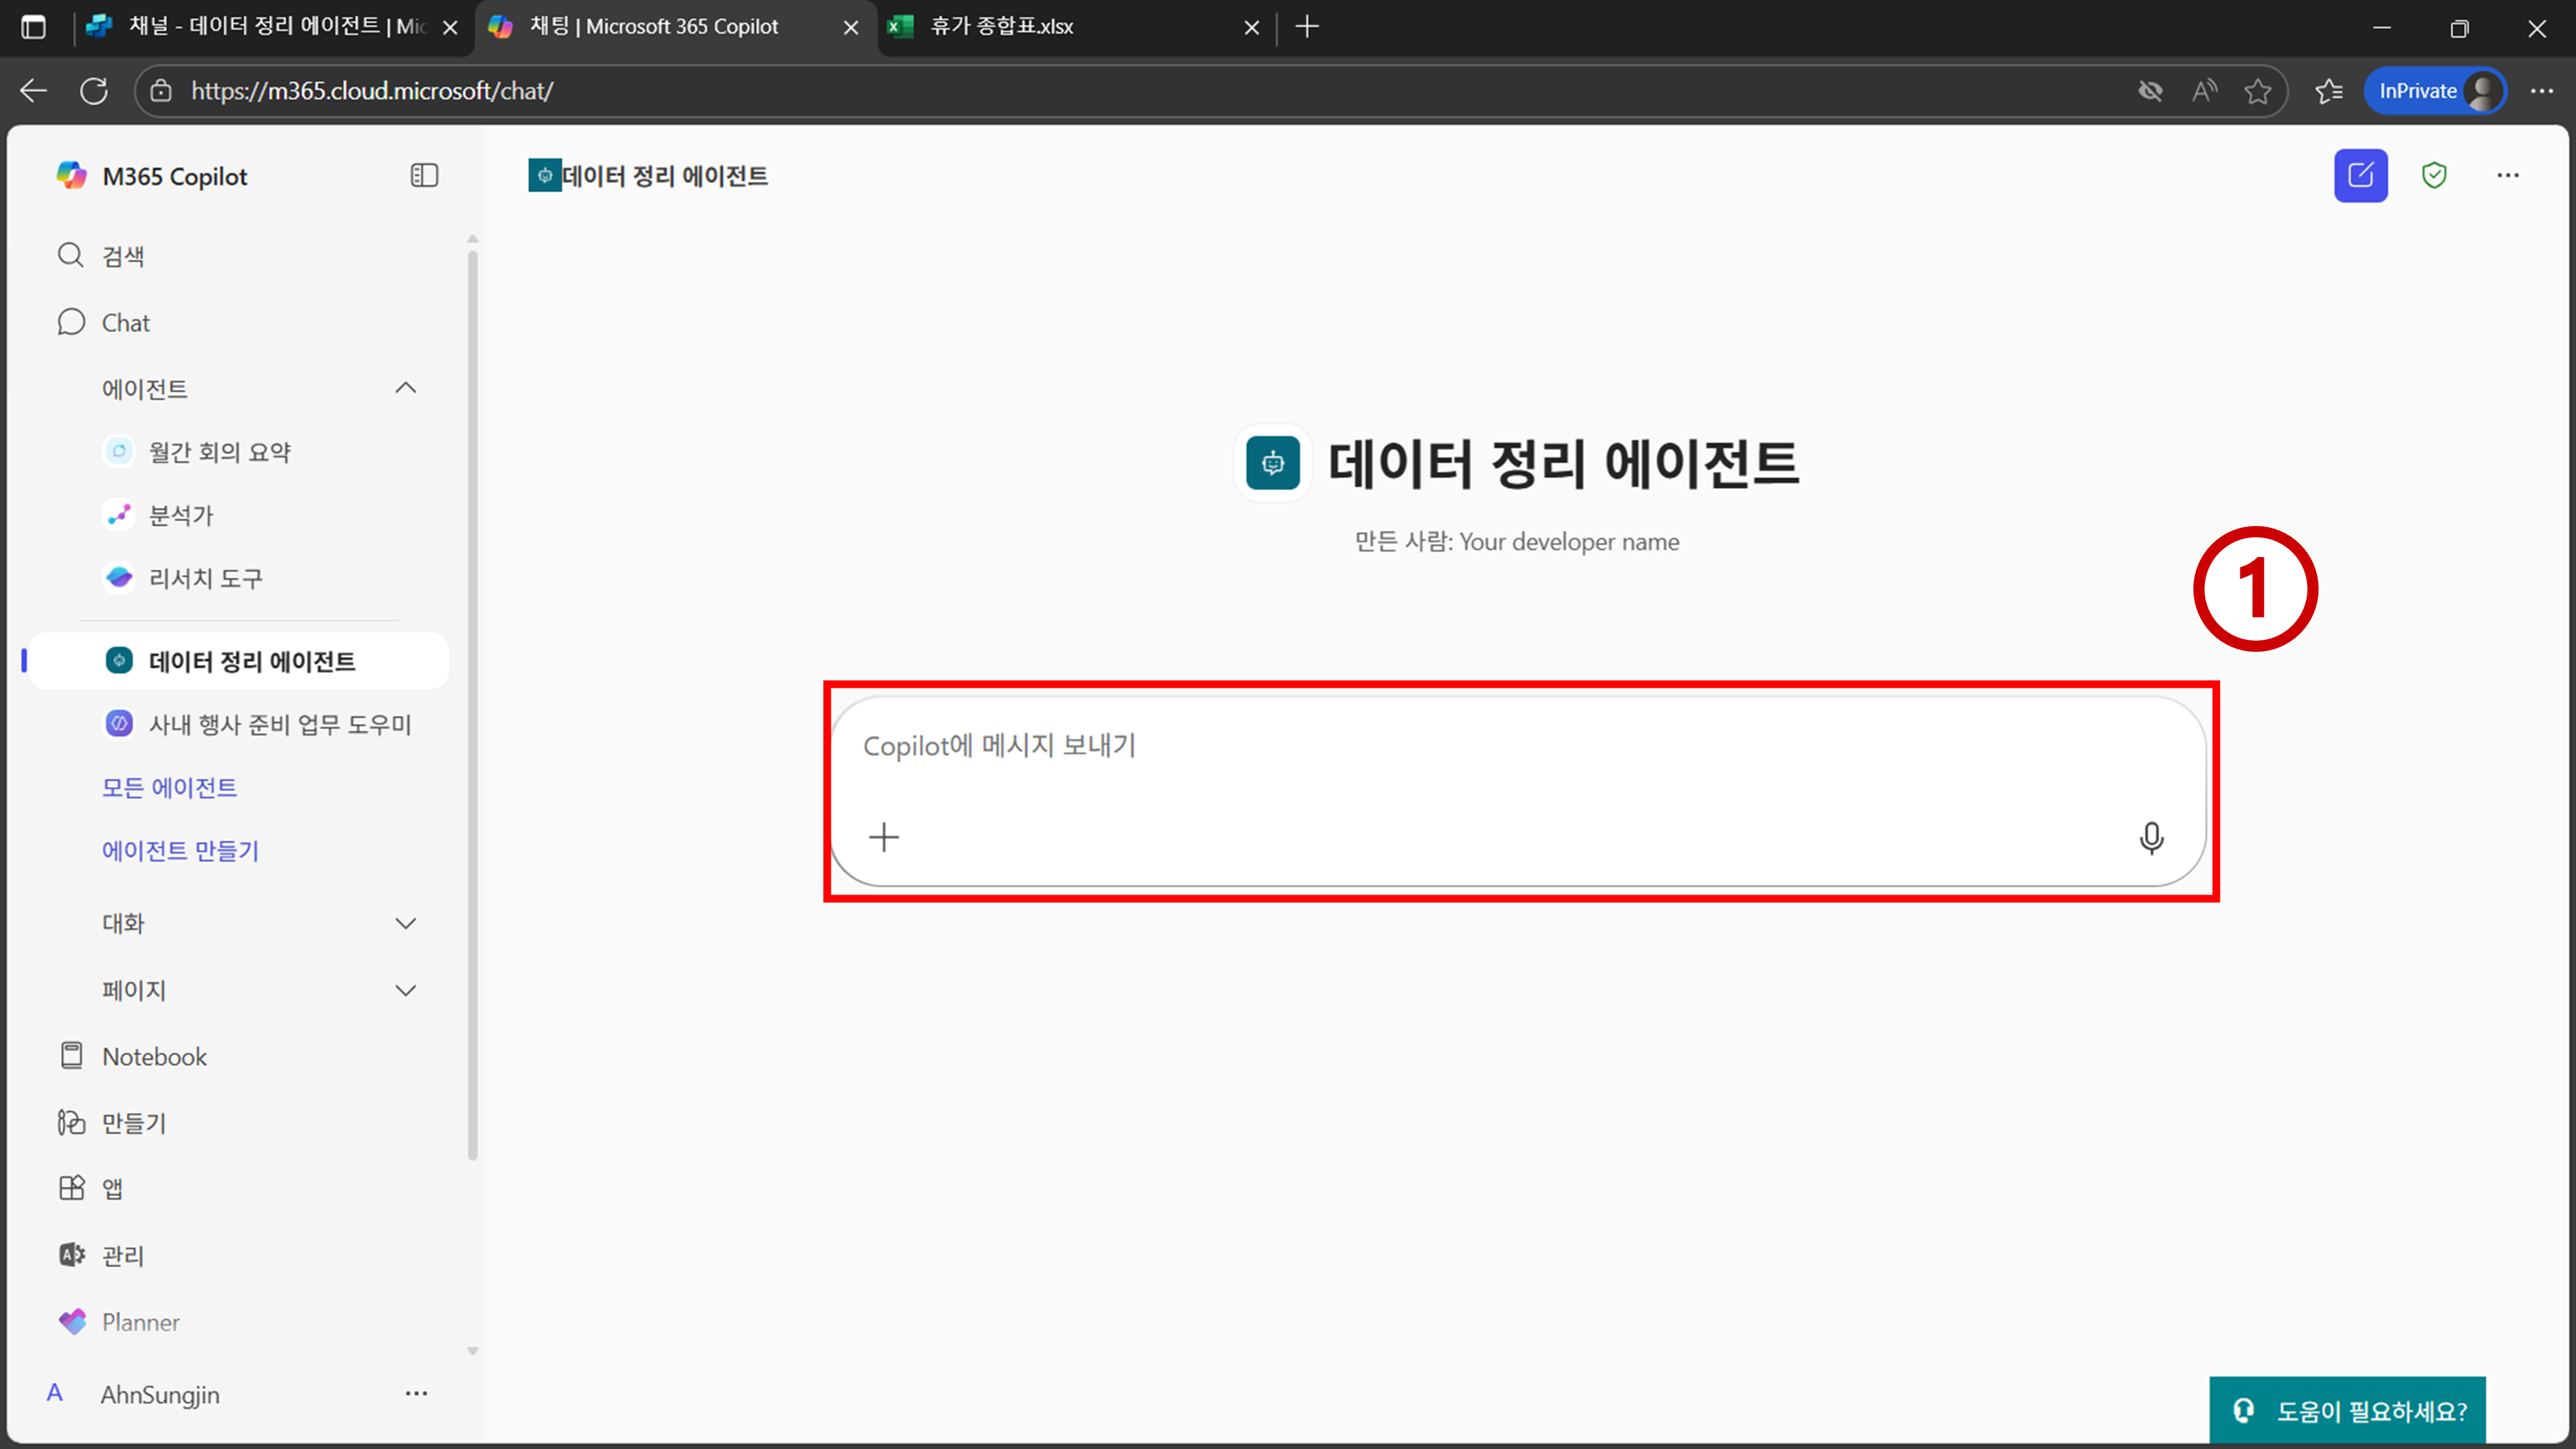 채널 - 데이터 정리 에이전트 | Mic
채팅 | Microsoft 365 Copilot
휴가 종합표.xlsx
https://m365.cloud.microsoft/chat/
InPrivate
M365 Copilot
검색
Chat
에이전트
월간 회의 요약
분석가
리서치 도구
데이터 정리 에이전트
사내 행사 준비 업무 도우미
모든 에이전트
에이전트 만들기
대화
페이지
Notebook
만들기
앱
관리
Planner
A AhnSungjin
데이터 정리 에이전트
데이터 정리 에이전트
만든 사람: Your developer name
1
Copilot에 메시지 보내기
도움이 필요하세요?